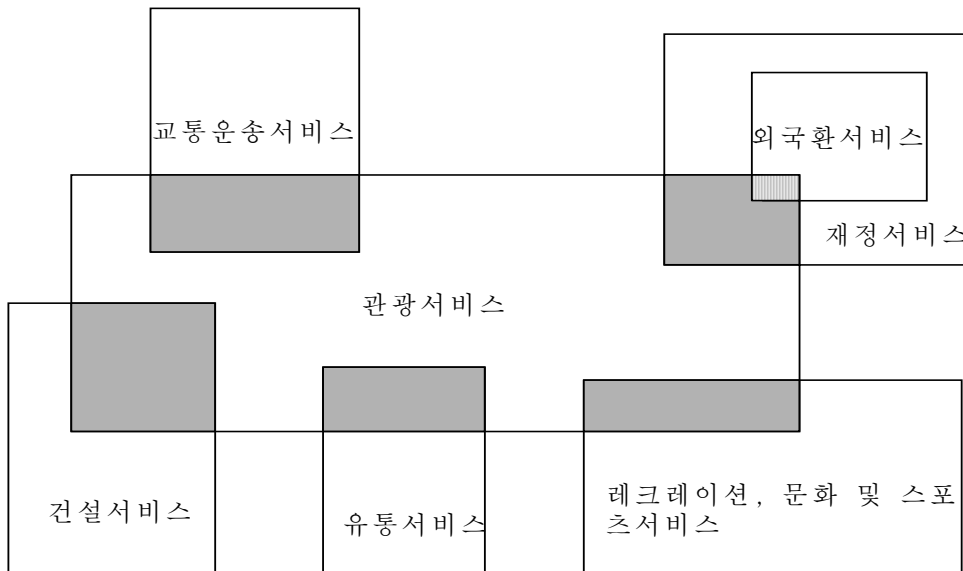 교통운송서비스
외국환서비스
재정서비스
관광서비스
건설서비스
유통서비스
레크레이션, 문화 및 스포
츠서비스